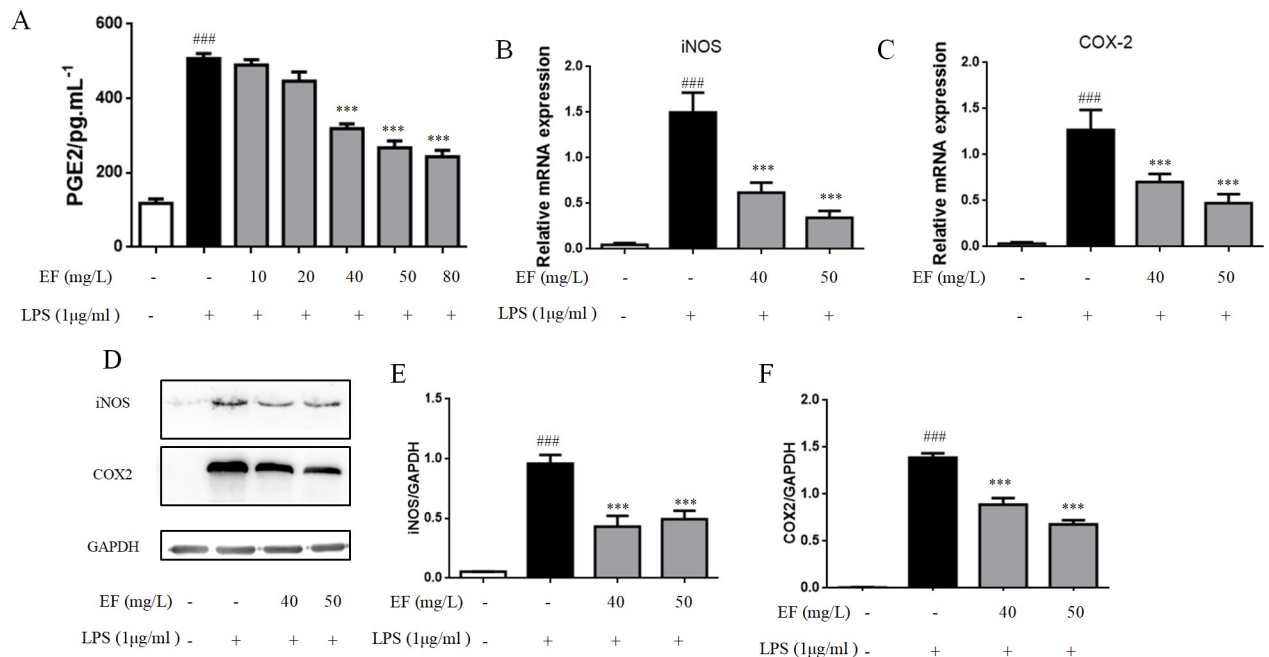 A
PGE2/pg.mL-1
600
400
200
0
###
***
***
***
EF (mg/L)
- - 10 20 40 50 80
LPS (1μg/ml )
- + + + + + +
B
iNOS
Relative mRNA expression
2.0
1.5
1.0
0.5
0.0
###
***
***
EF (mg/L) - - 40 50
LPS (1μg/ml ) - + + +
C
COX-2
Relative mRNA expression
2.0
1.5
1.0
0.5
0.0
###
***
***
EF (mg/L) - - 40 50
- + + +
D
iNOS
COX2
GAPDH
EF (mg/L) - - 40 50
LPS (1μg/ml ) - + + +
E
iNOS/GAPDH
1.5
1.0
0.5
0.0
###
***
***
EF (mg/L) - - 40 50
LPS (1μg/ml ) - + + +
F
COX2/GAPDH
2.0
1.5
1.0
0.5
0.0
###
***
***
EF (mg/L) - - 40 50
LPS (1μg/ml ) - + + +